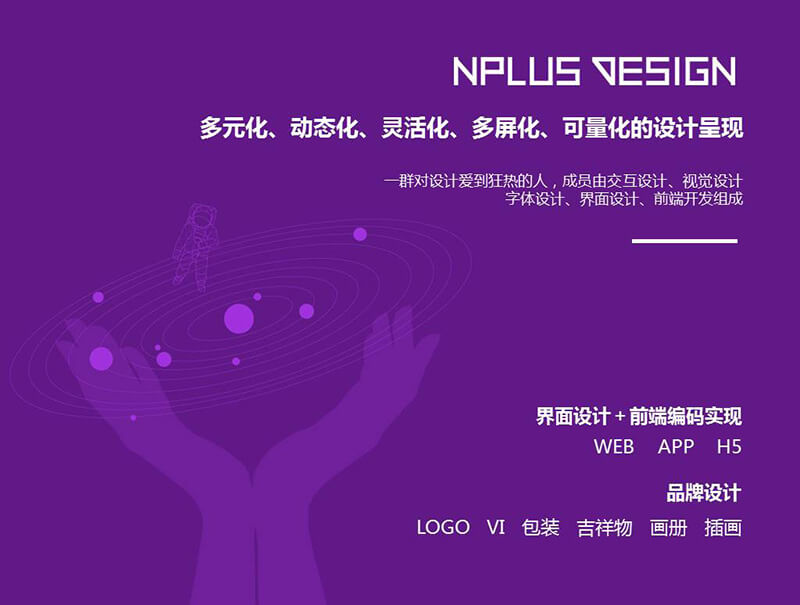 NPLUS DESIGN
多元化、动态化、灵活化、多屏化、可量化的设计呈现
一群对设计爱到狂热的人，成员由交互设计、视觉设计
字体设计、界面设计、前端开发组成
界面设计＋前端编码实现
WEB APP H5
品牌设计
LOGO VI 包装 吉祥物 画册 插画